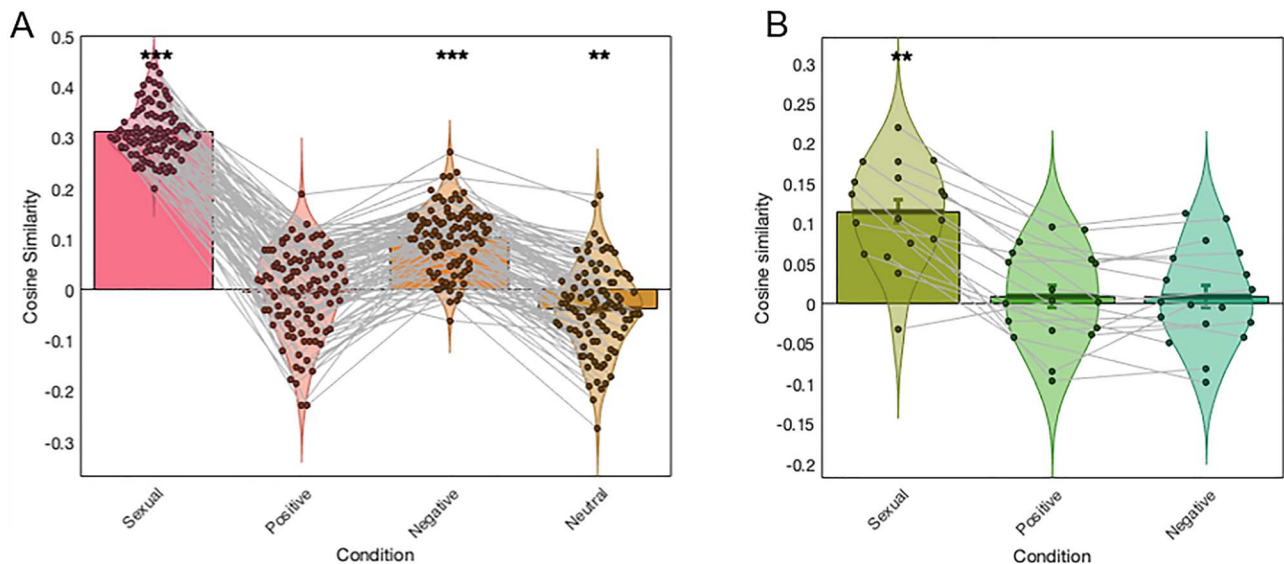 A
0.5
0.4
0.3
0.2
0.1
0
-0.1
-0.2
-0.3
Cosine Similarity
*** *** **
Sexual
Positive
Negative
Neutral
Condition
B
0.3
0.25
0.2
0.15
0.1
0.05
0
-0.05
-0.1
-0.15
-0.2
Cosine similarity
**
Sexual
Positive
Negative
Condition